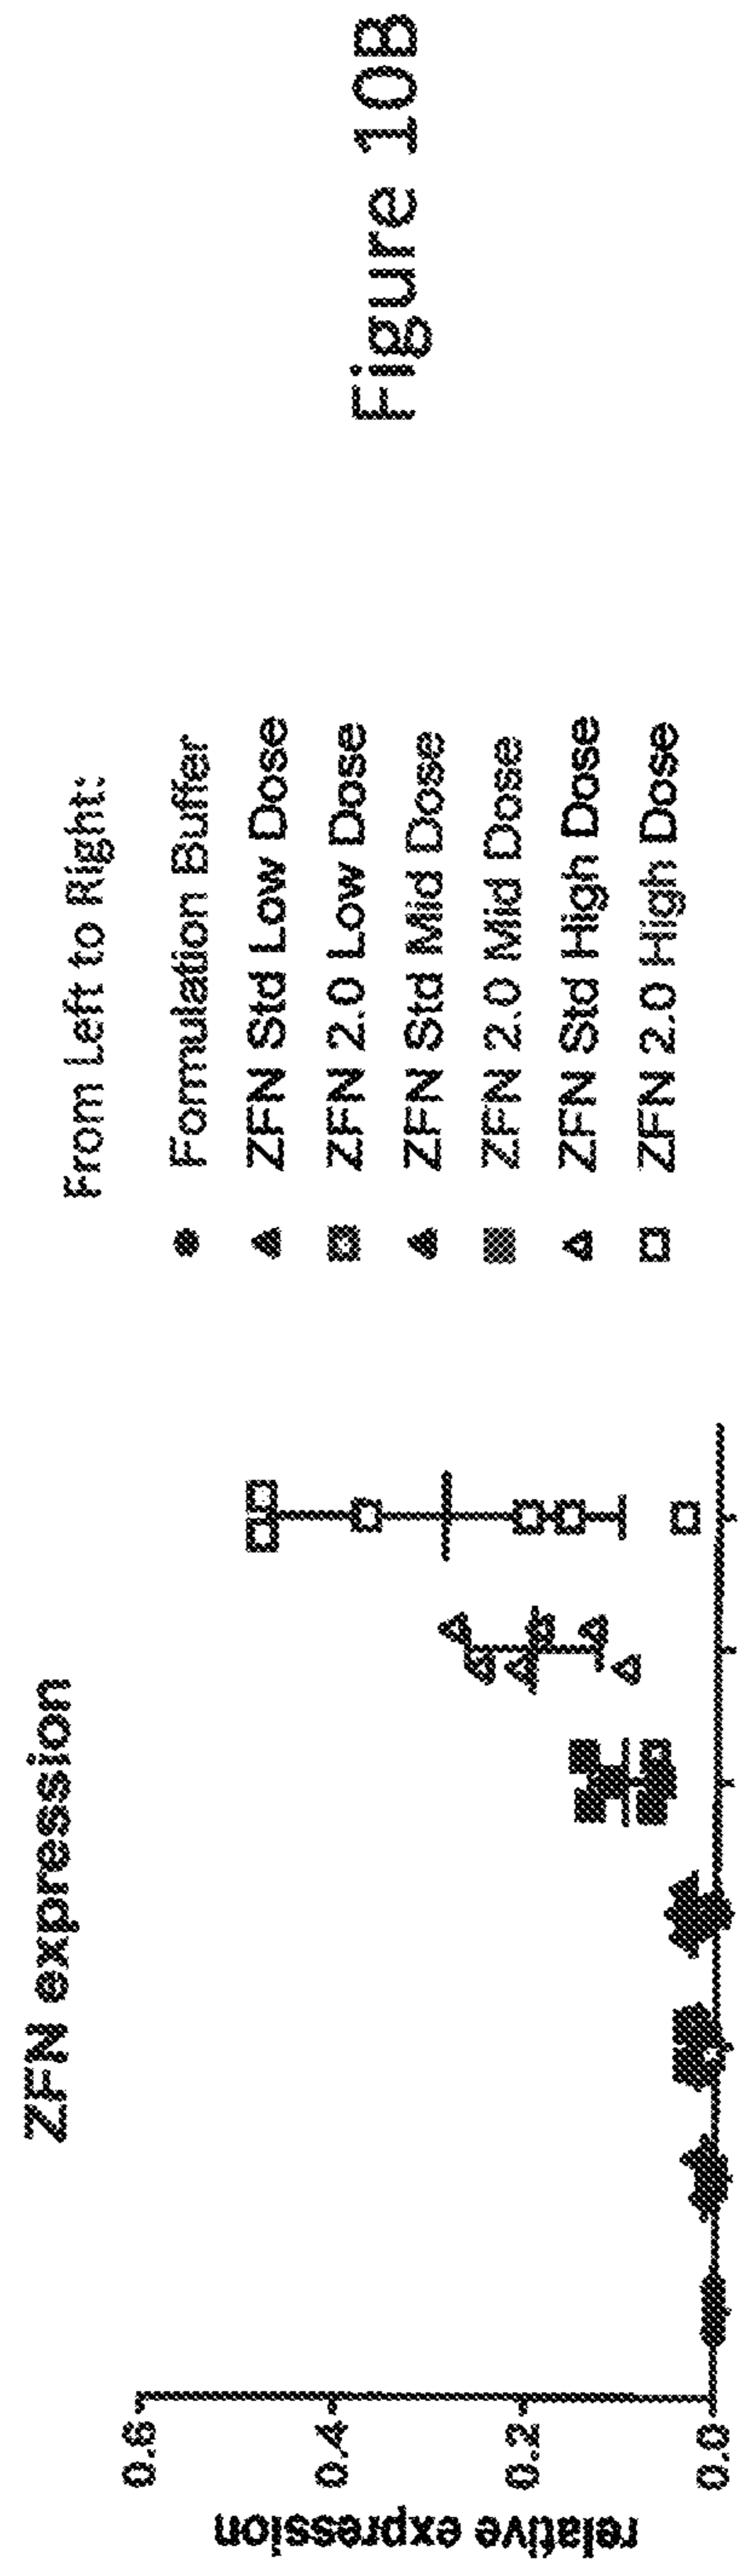 ZFN expression
relative expression
0.6
0.4
0.2
0.0
From Left to Right:
Formulation Buffer
ZFN Std Low Dose
ZFN 2.0 Low Dose
ZFN Std Mid Dose
ZFN 2.0 Mid Dose
ZFN Std High Dose
ZFN 2.0 High Dose
Figure 10B